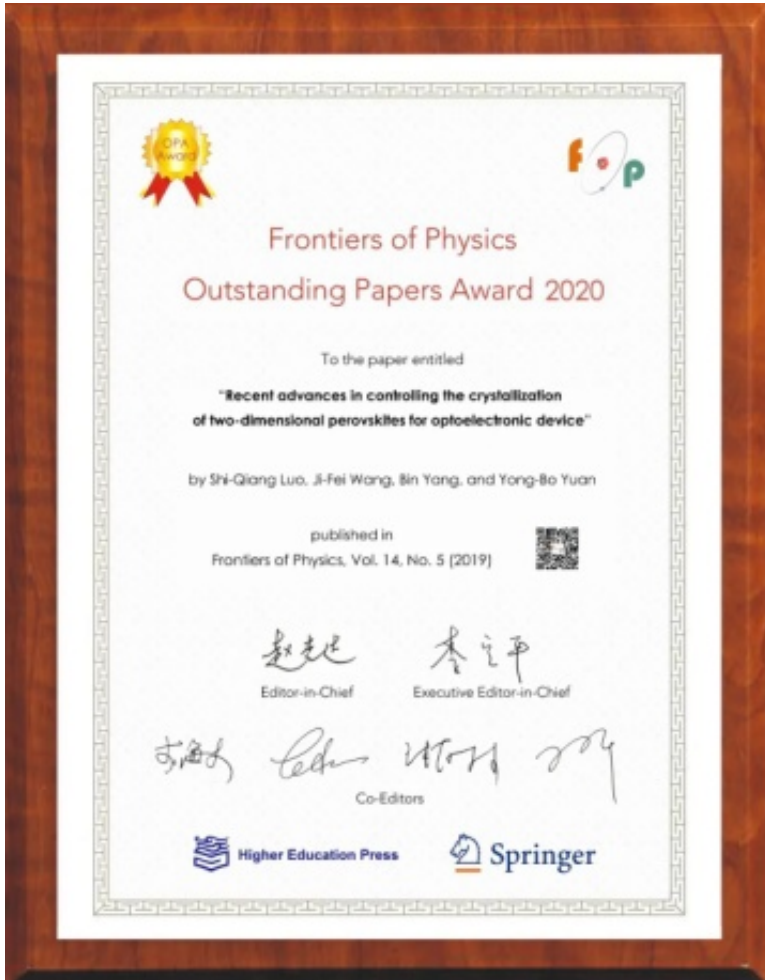 OPA
Award
fop
Frontiers of Physics
Outstanding Papers Award 2020
To the paper entitled
"Recent advances in controlling the crystallization
of two-dimensional perovskites for optoelectronic device"
by Shi-Qiang Luo, Ji-Fei Wang, Bin Yang, and Yong-Bo Yuan
published in
Frontiers of Physics, Vol. 14, No. 5 (2019)
Editor-in-Chief
Executive Editor-in-Chief
Co-Editors
Higher Education Press
Springer